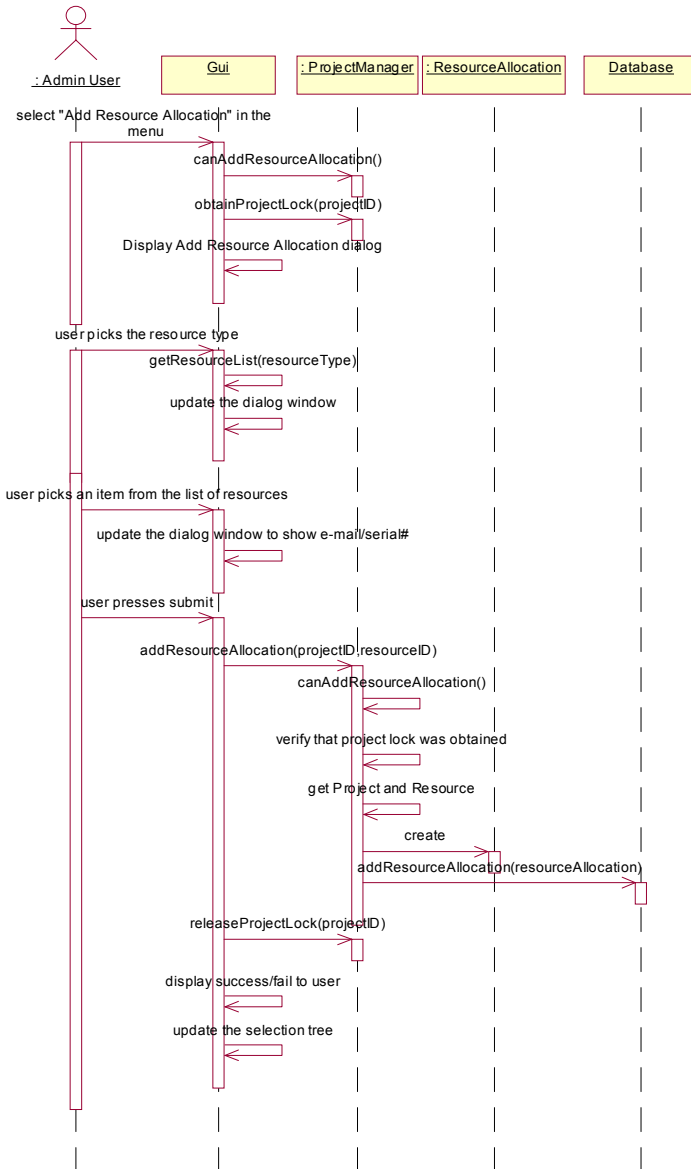 : Admin User
Gui
: ProjectManager
: ResourceAllocation
Database
select "Add Resource Allocation" in the
menu
canAddResourceAllocation()
obtainProjectLock(projectID)
Display Add Resource Allocation dialog
user picks the resource type
getResourceList(resourceType)
update the dialog window
user picks an item from the list of resources
update the dialog window to show e-mail/serial#
user presses submit
addResourceAllocation(projectID,resourceID)
canAddResourceAllocation()
verify that project lock was obtained
get Project and Resource
create
addResourceAllocation(resourceAllocation)
releaseProjectLock(projectID)
display success/fail to user
update the selection tree